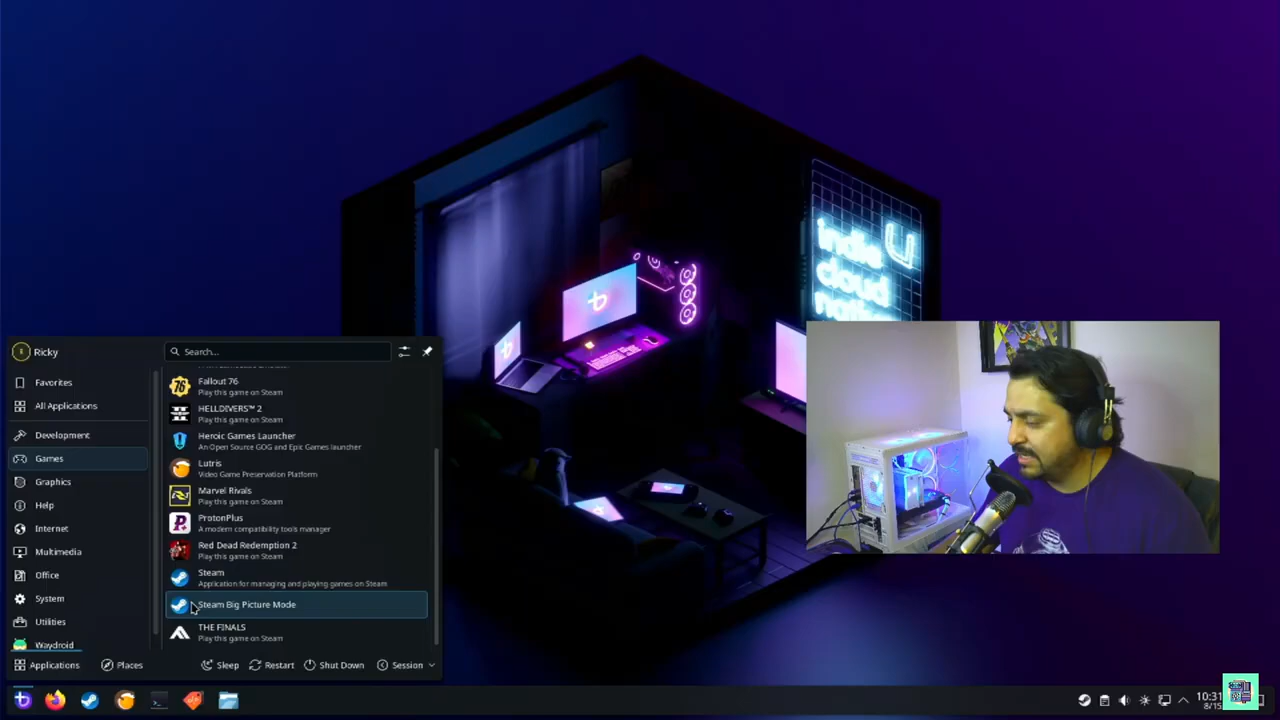 indie
cloud
native
Ricky
Search...
Favorites
All Applications
Development
Games
Graphics
Help
Internet
Multimedia
Office
System
Utilities
Waydroid
Fallout 76
Play this game on Steam
HELLDIVERS™ 2
Play this game on Steam
Heroic Games Launcher
An Open Source GOG and Epic Games launcher
Lutris
Video Game Preservation Platform
Marvel Rivals
Play this game on Steam
ProtonPlus
A modern compatibility tools manager
Red Dead Redemption 2
Play this game on Steam
Steam
Application for managing and playing games on Steam
Steam Big Picture Mode
THE FINALS
Play this game on Steam
Applications
Places
Sleep
Restart
Shut Down
Session
10:31
8/15